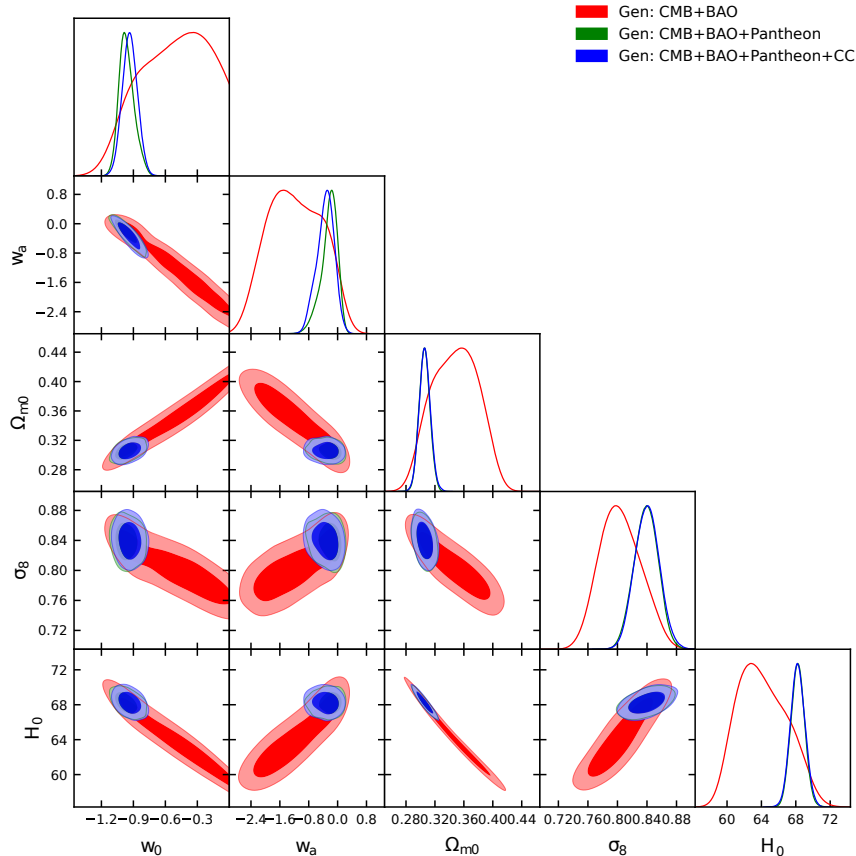 Gen: CMB+BAO
Gen: CMB+BAO+Pantheon
Gen: CMB+BAO+Pantheon+CC
0.8
0.0
−0.8
−1.6
−2.4
w_a
0.44
0.40
0.36
0.32
0.28
Ω_m0
0.88
0.84
0.80
0.76
0.72
σ_8
72
68
64
60
H_0
−1.2 −0.9 −0.6 −0.3
w_0
−2.4 −1.6 −0.8 0.0 0.8
w_a
0.28 0.32 0.36 0.40 0.44
Ω_m0
0.72 0.76 0.80 0.84 0.88
σ_8
60 64 68 72
H_0